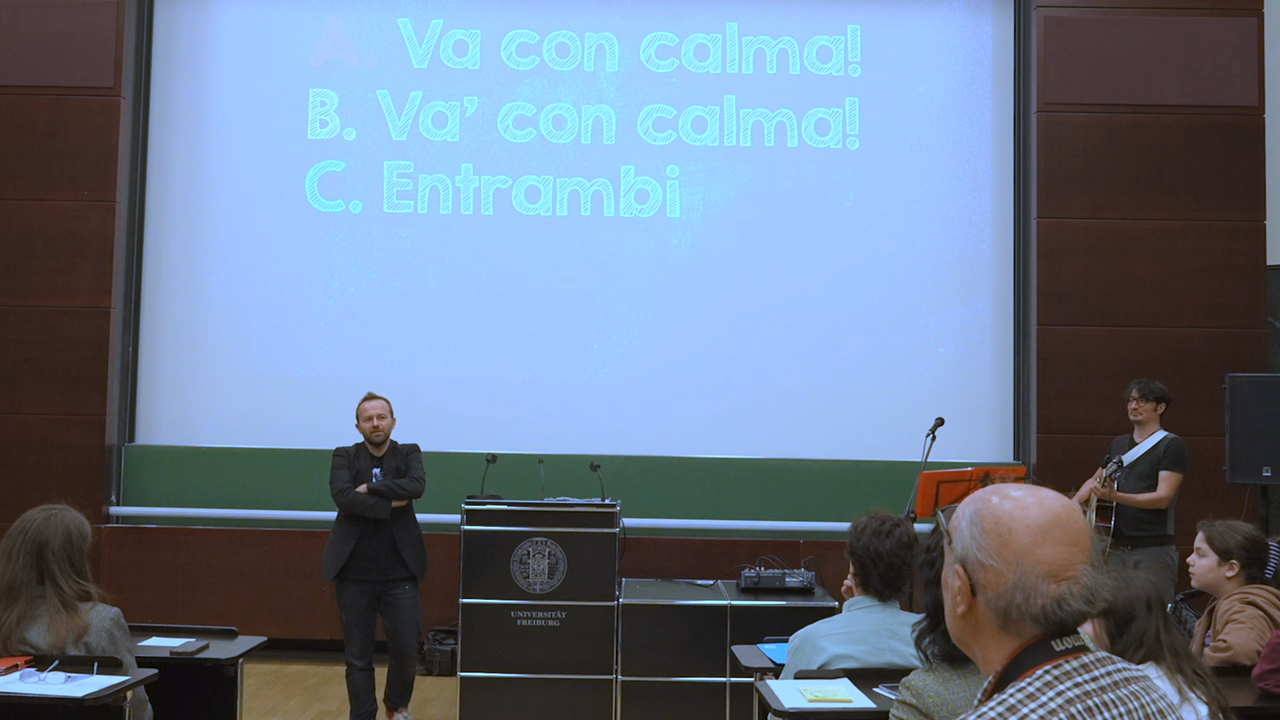 A. Va con calma!
B. Va' con calma!
C. Entrambi
UNIVERSITÄT
FREIBURG